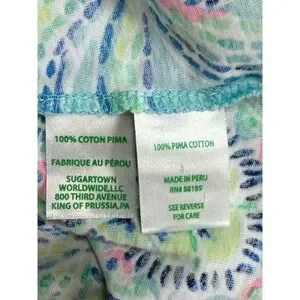 100% COTON PIMA
FABRIQUE AU PÉROU
SUGARTOWN
WORLDWIDE,LLC
800 THIRD AVENUE
KING OF PRUSSIA,PA
100% PIMA COTTON
MADE IN PERU
RN# 86189
SEE REVERSE
FOR CARE